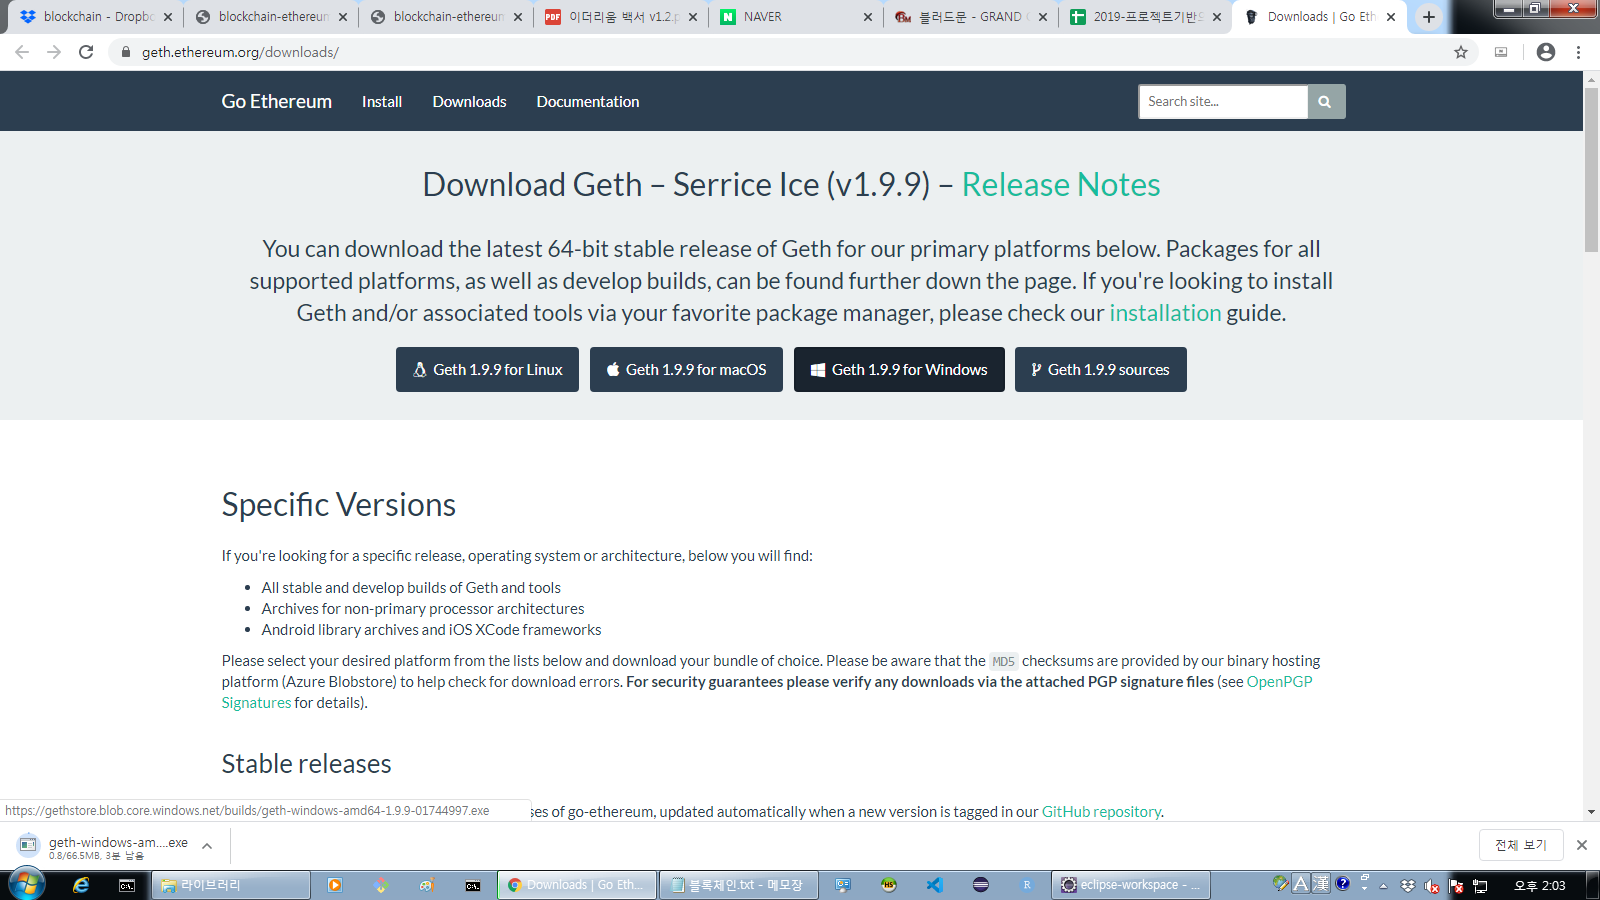 blockchain - Dropbo
blockchain-ethereum
blockchain-ethereum
PDF 이더리움 백서 v1.2.p
N NAVER
블러드문 - GRAND
2019-프로젝트기반의
Downloads | Go Eth
geth.ethereum.org/downloads/
Go Ethereum
Install
Downloads
Documentation
Search site...
Download Geth – Serrice Ice (v1.9.9) – Release Notes
You can download the latest 64-bit stable release of Geth for our primary platforms below. Packages for all
supported platforms, as well as develop builds, can be found further down the page. If you're looking to install
Geth and/or associated tools via your favorite package manager, please check our installation guide.
Geth 1.9.9 for Linux
Geth 1.9.9 for macOS
Geth 1.9.9 for Windows
Geth 1.9.9 sources
Specific Versions
If you're looking for a specific release, operating system or architecture, below you will find:
• All stable and develop builds of Geth and tools
• Archives for non-primary processor architectures
• Android library archives and iOS XCode frameworks
Please select your desired platform from the lists below and download your bundle of choice. Please be aware that the MD5 checksums are provided by our binary hosting
platform (Azure Blobstore) to help check for download errors. For security guarantees please verify any downloads via the attached PGP signature files (see OpenPGP
Signatures for details).
Stable releases
https://gethstore.blob.core.windows.net/builds/geth-windows-amd64-1.9.9-01744997.exe
ses of go-ethereum, updated automatically when a new version is tagged in our GitHub repository.
geth-windows-am....exe
0.8/66.5MB, 3분 남음
전체 보기
라이브러리
Downloads | Go Eth...
블록체인.txt - 메모장
HS
R
eclipse-workspace - ...
A 漢
오후 2:03